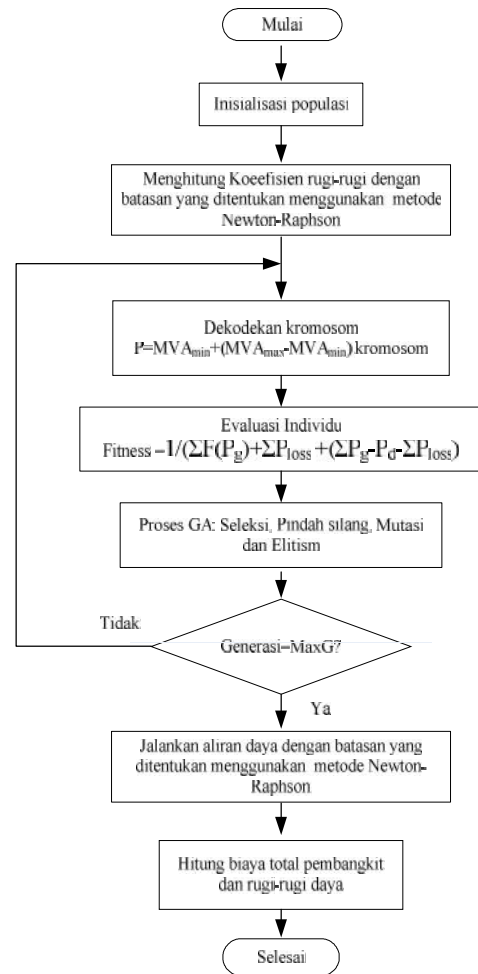 Mulai
Inisialisasi populasi
Menghitung Koeefisien rugi-rugi dengan
batasan yang ditentukan menggunakan metode
Newton-Raphson
Dekodekan kromosom
P=MVAmin+(MVAmax-MVAmin) kromosom
Evaluasi Individu
Fitness =1/(ΣF(Pg)+ΣPloss+(ΣPg-Pd-ΣPloss)
Proses GA: Seleksi, Pindah silang, Mutasi
dan Elitism
Tidak
Generasi=MaxG?
Ya
Jalankan aliran daya dengan batasan yang
ditentukan menggunakan metode Newton-
Raphson
Hitung biaya total pembangkit
dan rugi-rugi daya
Selesai